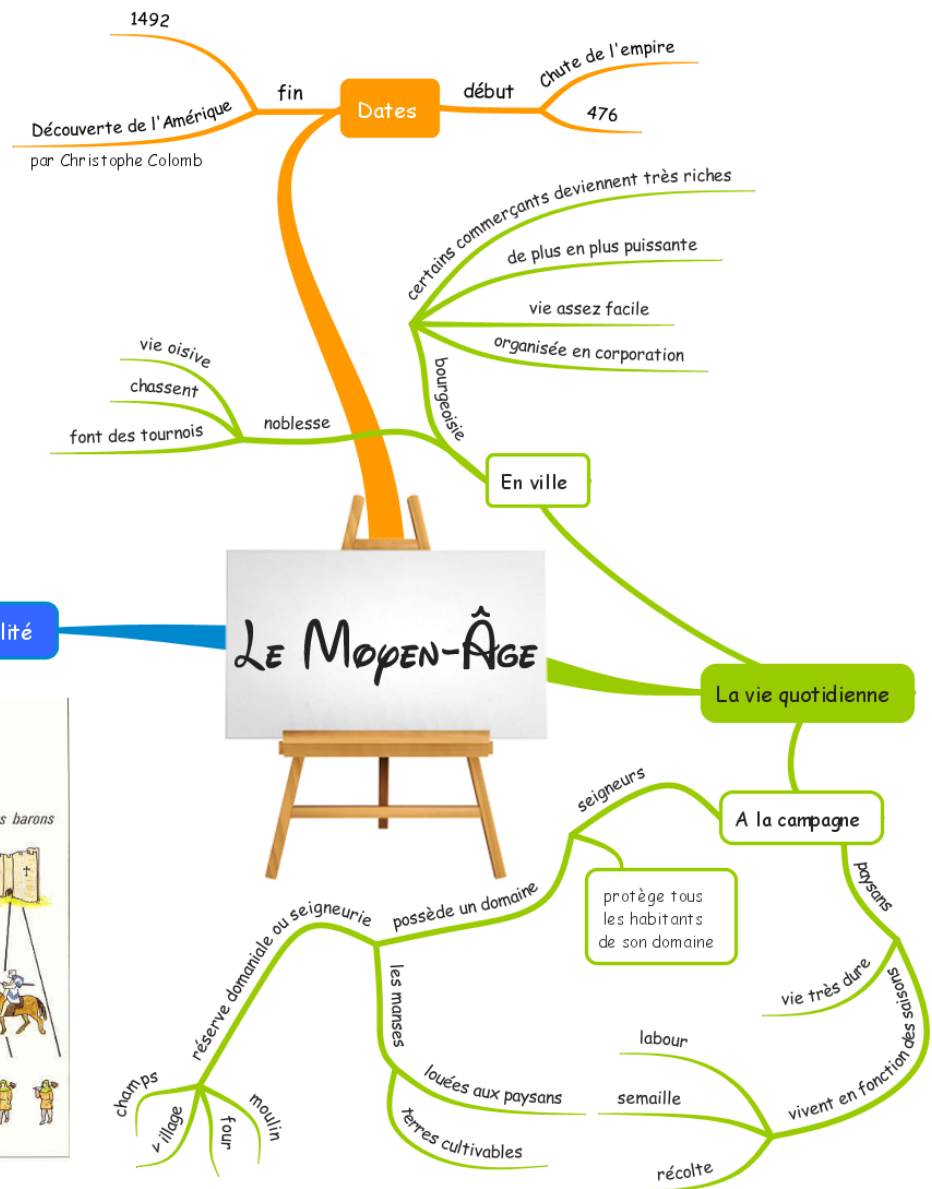 1492
fin
Découverte de l'Amérique
par Christophe Colomb
Dates
début
Chute de l'empire
476
certains commerçants deviennent très riches
de plus en plus puissante
vie assez facile
organisée en corporation
bourgeoisie
vie oisive
chassent
font des tournois
noblesse
En ville
lité
Le Moyen-Âge
La vie quotidienne
s barons
A la campagne
seigneurs
protège tous
les habitants
de son domaine
possède un domaine
réserve domaniale ou seigneurie
champs
village
four
moulin
les manses
louées aux paysans
terres cultivables
paysans
vie très dure
vivent en fonction des saisons
labour
semaille
récolte